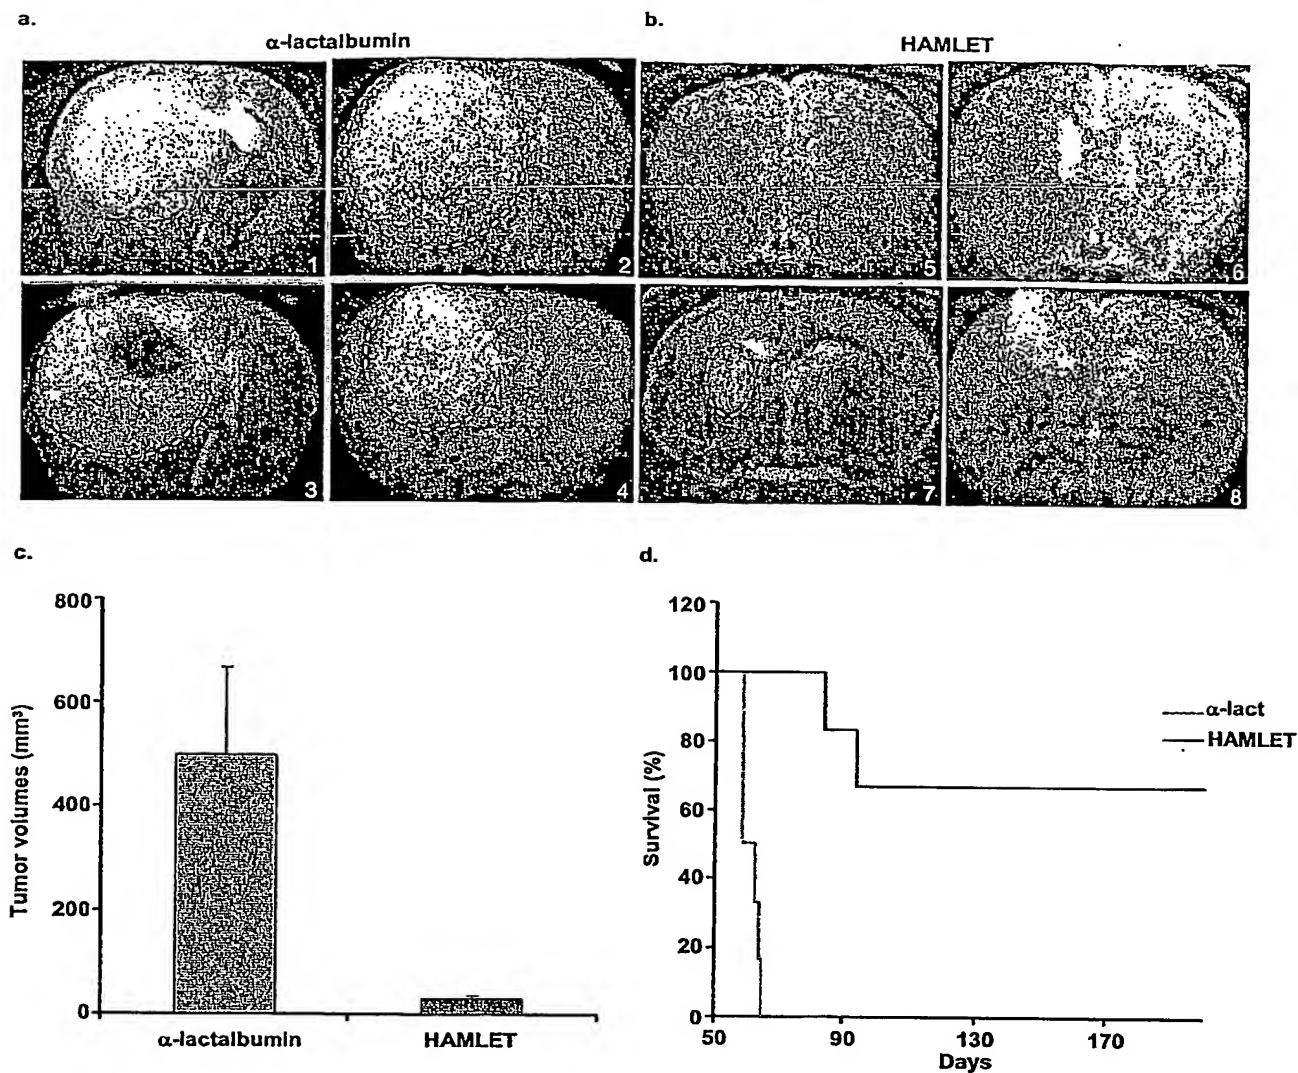 a.
α-lactalbumin
b.
HAMLET
1
2
5
6
3
4
7
8
c.
Tumor volumes (mm³)
800
600
400
200
0
α-lactalbumin
HAMLET
d.
Survival (%)
120
100
80
60
40
20
0
50
90
130
170
Days
α-lact
HAMLET